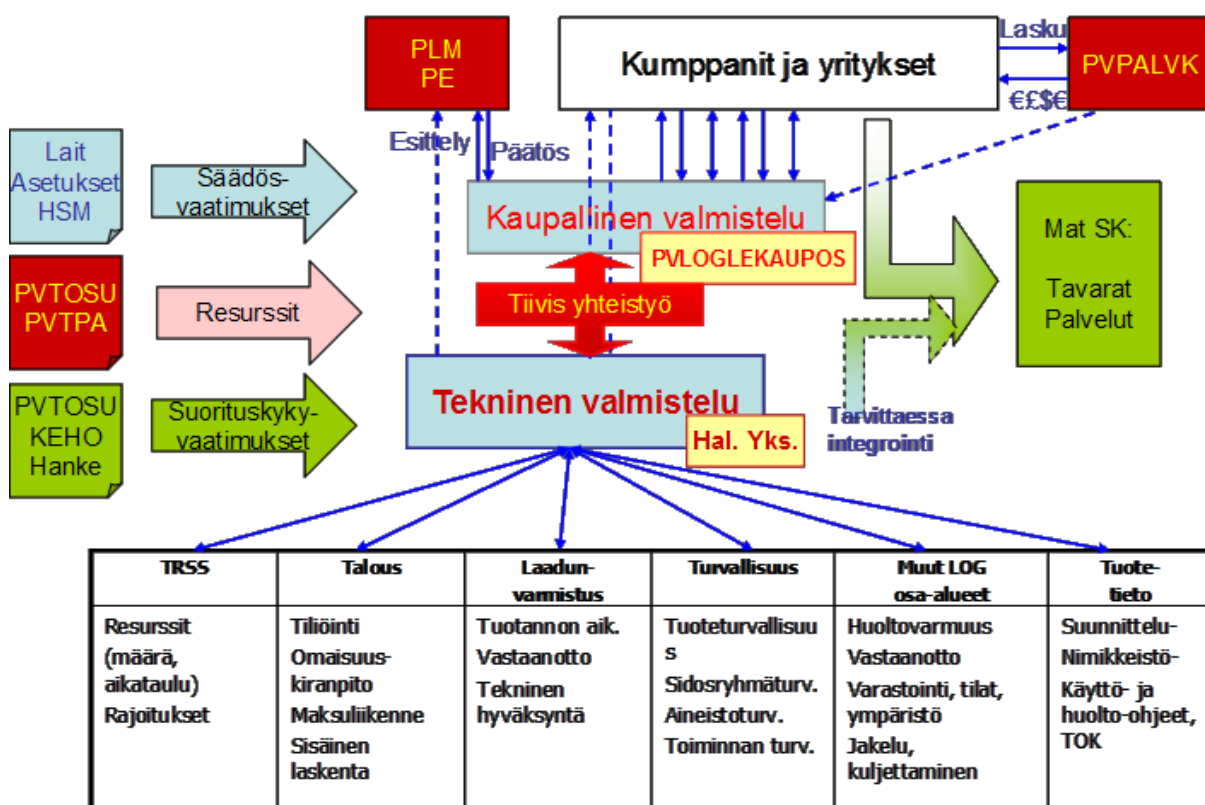 PLM
PE
Kumppanit ja yritykset
Lasku
€£$€
PVPALVK
Esittely
Päätös
Lait
Asetukset
HSM
Säädös-
vaatimukset
Kaupallinen valmistelu
PVLOGLEKAUPOS
Mat SK:
Tavarat
Palvelut
PVTOSU
PVTPA
Resurssit
Tiivis yhteistyö
PVTOSU
KEHO
Hanke
Suorituskyky-
vaatimukset
Tekninen valmistelu
Hal. Yks.
Tarvittaessa
integrointi
TRSS
Resurssit
(määrä,
aikataulu)
Rajoitukset
Talous
Tiliöinti
Omaisuus-
kiranpito
Maksuliikenne
Sisäinen
laskenta
Laadun-
varmistus
Tuotannon aik.
Vastaanotto
Tekninen
hyväksyntä
Turvallisuus
Tuoteturvallisuu
s
Sidosryhmäturv.
Aineistoturv.
Toiminnan turv.
Muut LOG
osa-alueet
Huoltovarmuus
Vastaanotto
Varastointi, tilat,
ympäristö
Jakelu,
kuljettaminen
Tuote-
tieto
Suunnittelu-
Nimikkeistö-
Käyttö- ja
huolto-ohjeet,
TOK